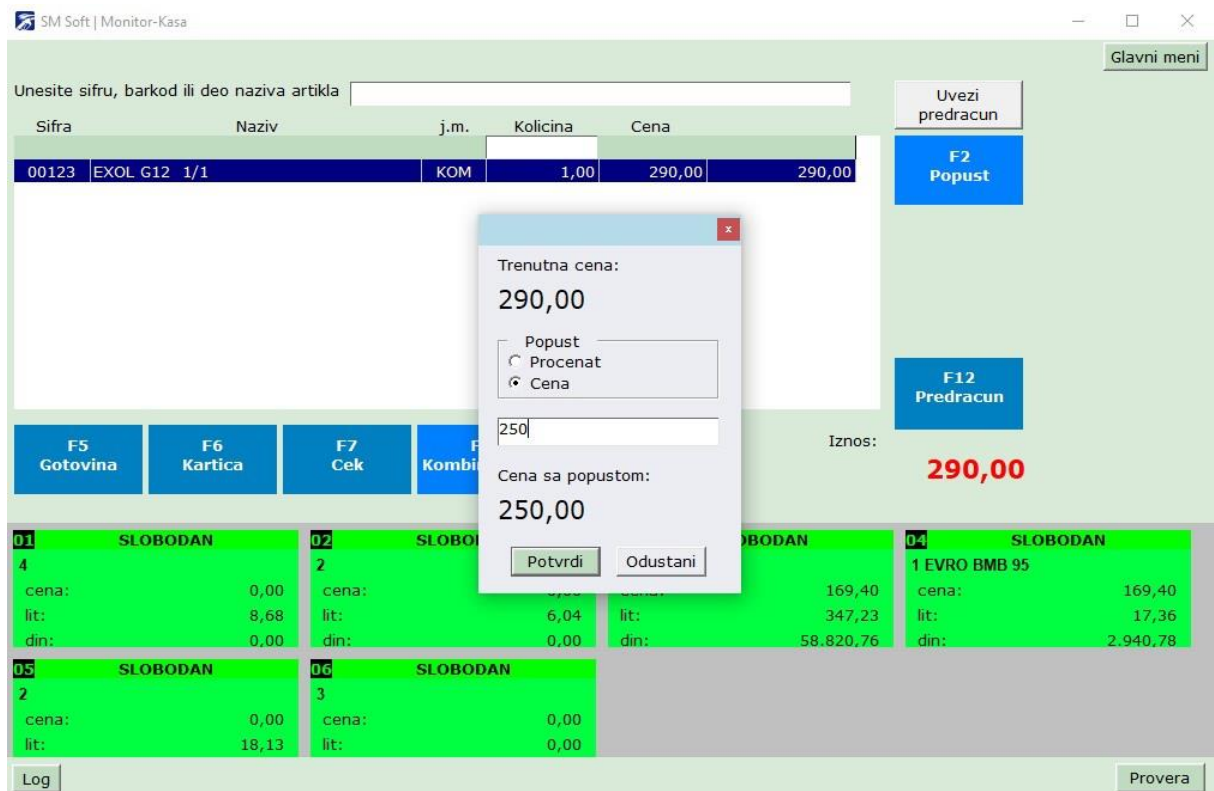 SM Soft | Monitor-Kasa
Glavni meni
Unesite sifru, barkod ili deo naziva artikla
Uvezi
predracun
Sifra Naziv j.m. Kolicina Cena
F2
Popust
00123 EXOL G12 1/1 KOM 1,00 290,00 290,00
x
Trenutna cena:
290,00
Popust
Procenat
Cena
F12
Predracun
250
F5
Gotovina
F6
Kartica
F7
Cek
F
Kombi
Iznos:
290,00
Cena sa popustom:
250,00
Potvrdi Odustani
01 SLOBODAN
4
cena: 0,00
lit: 8,68
din: 0,00
02 SLOBO
2
cena:
lit: 6,04
din: 0,00
BODAN
169,40
lit: 347,23
din: 58.820,76
04 SLOBODAN
1 EVRO BMB 95
cena: 169,40
lit: 17,36
din: 2.940,78
05 SLOBODAN
2
cena: 0,00
lit: 18,13
06 SLOBODAN
3
cena: 0,00
lit: 0,00
Log
Provera